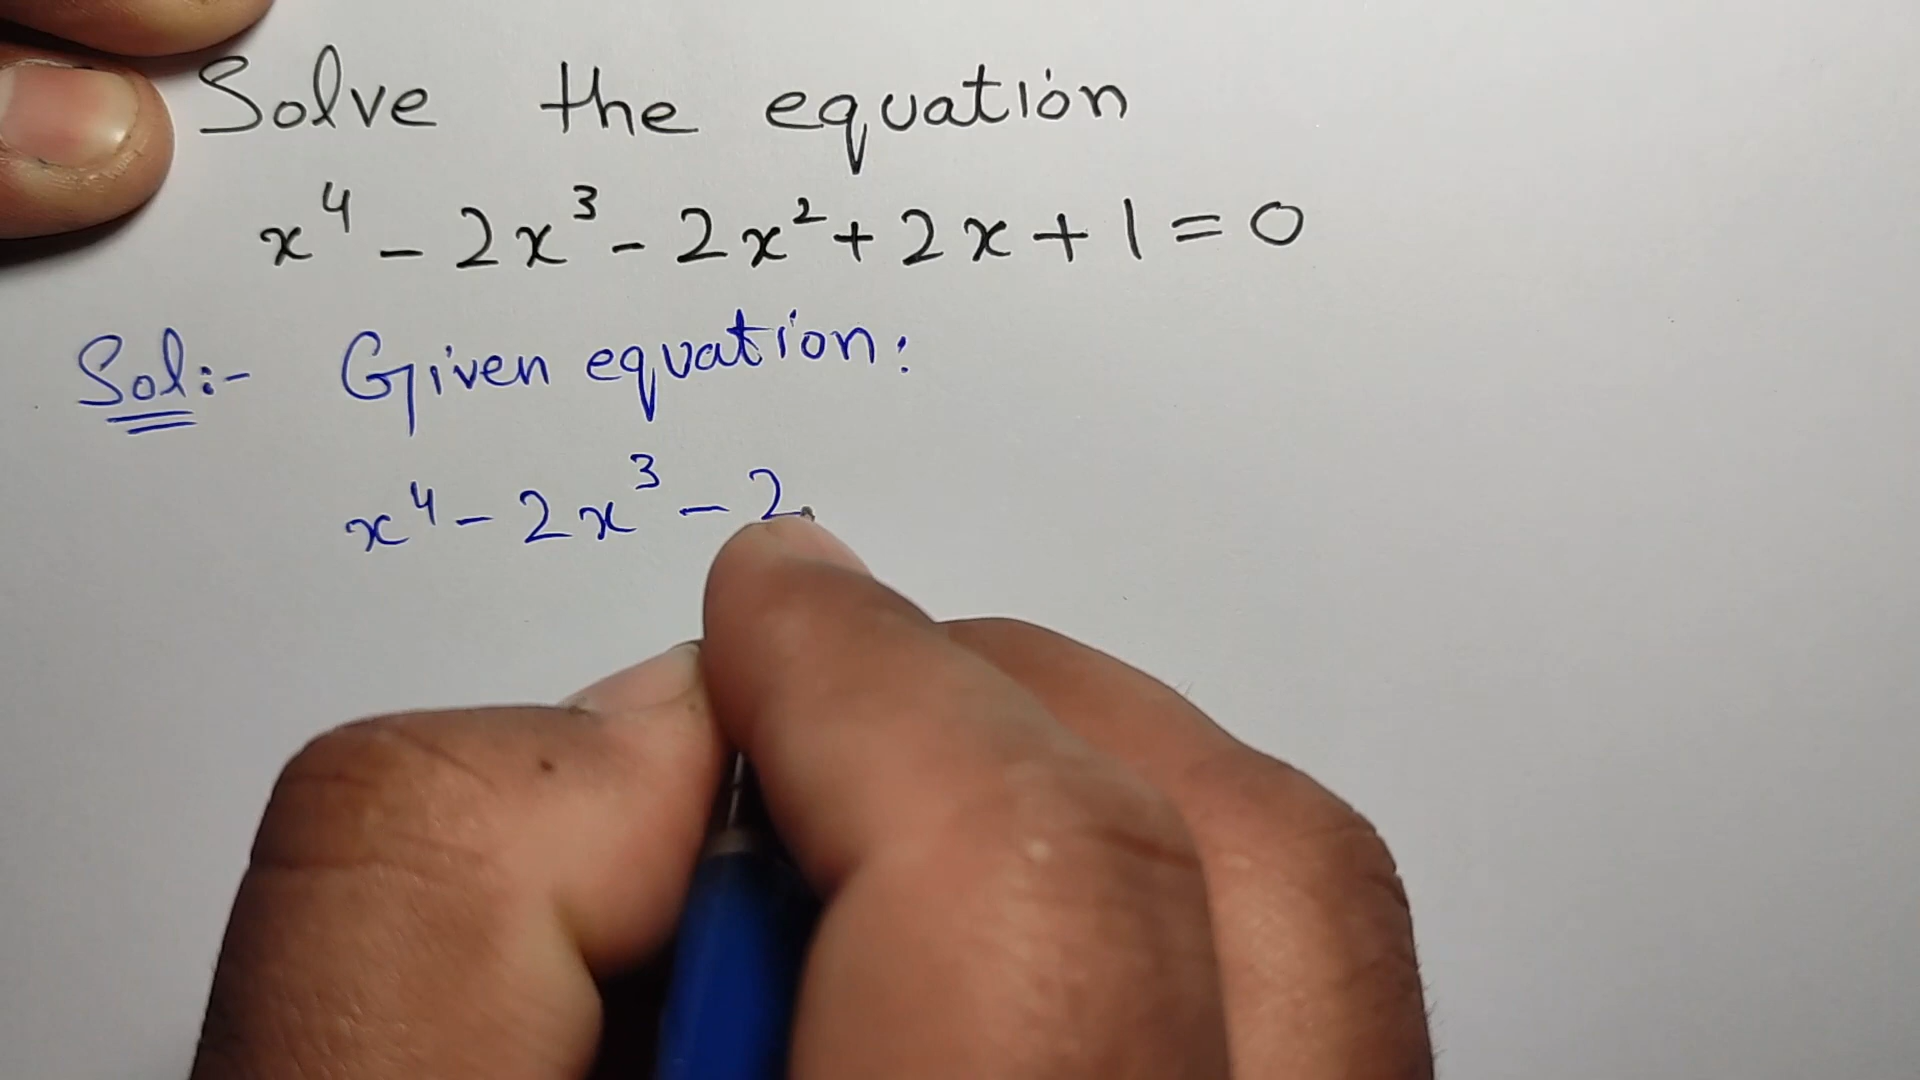 Solve the equation
x⁴ - 2x³ - 2x² + 2x + 1 = 0
Sol:- Given equation:
x⁴ - 2x³ - 2